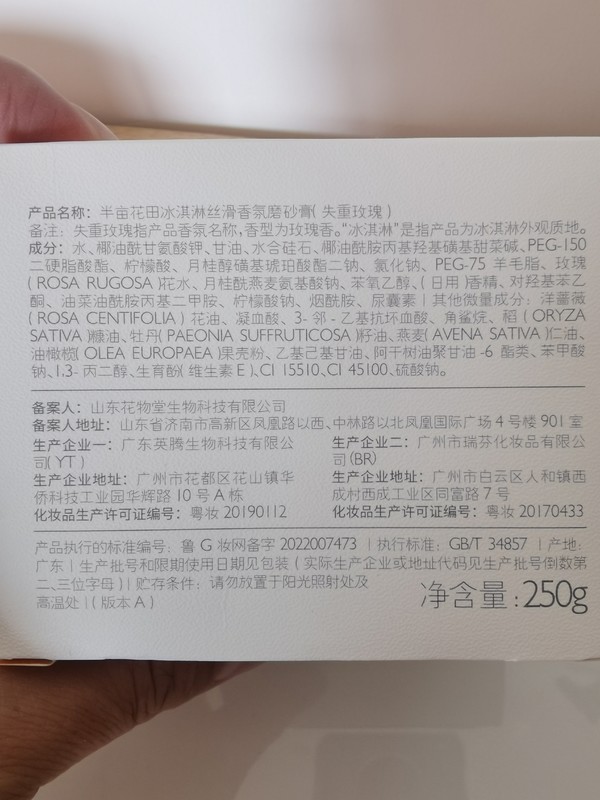 产品名称：半亩花田冰淇淋丝滑香氛磨砂膏(失重玫瑰)
备注：失重玫瑰指产品香氛名称,香型为玫瑰香。“冰淇淋”是指产品为冰淇淋外观质地。
成分：水、椰油酰甘氨酸钾、甘油、水合硅石、椰油酰胺丙基羟基磺基甜菜碱、PEG-150
二硬脂酸酯、柠檬酸、月桂醇磺基琥珀酸酯二钠、氯化钠、PEG-75 羊毛脂、玫瑰
(ROSA RUGOSA)花水、月桂酰燕麦氨基酸钠、苯氧乙醇、(日用)香精、对羟基苯乙
酮、油菜油酰胺丙基二甲胺、柠檬酸钠、烟酰胺、尿囊素 | 其他微量成分：洋蔷薇
(ROSA CENTIFOLIA)花油、凝血酸、3-邻-乙基抗坏血酸、角鲨烷、稻(ORYZA
SATIVA)糠油、牡丹(PAEONIA SUFFRUTICOSA)籽油、燕麦(AVENA SATIVA)仁油、
油橄榄(OLEA EUROPAEA)果壳粉、乙基己基甘油、阿干树油聚甘油-6 酯类、苯甲酸
钠、1,3-丙二醇、生育酚(维生素E)、CI 15510、CI 45100、硫酸钠。
备案人：山东花物堂生物科技有限公司
备案人地址：山东省济南市高新区凤凰路以西、中林路以北凤凰国际广场4号楼901室
生产企业一：广东英腾生物科技有限公
司(YT)
生产企业地址：广州市花都区花山镇华
侨科技工业园华辉路10号A栋
化妆品生产许可证编号：粤妆20190112
生产企业二：广州市瑞芬化妆品有限公
司(BR)
生产企业地址：广州市白云区人和镇西
成村西成工业区同富路7号
化妆品生产许可证编号：粤妆20170433
产品执行的标准编号：鲁G妆网备字2022007473 | 执行标准：GB/T 34857 | 产地：
广东 | 生产批号和限期使用日期见包装(实际生产企业或地址代码见生产批号倒数第
二、三位字母) | 贮存条件：请勿放置于阳光照射处及
高温处 | (版本A)
净含量：250g